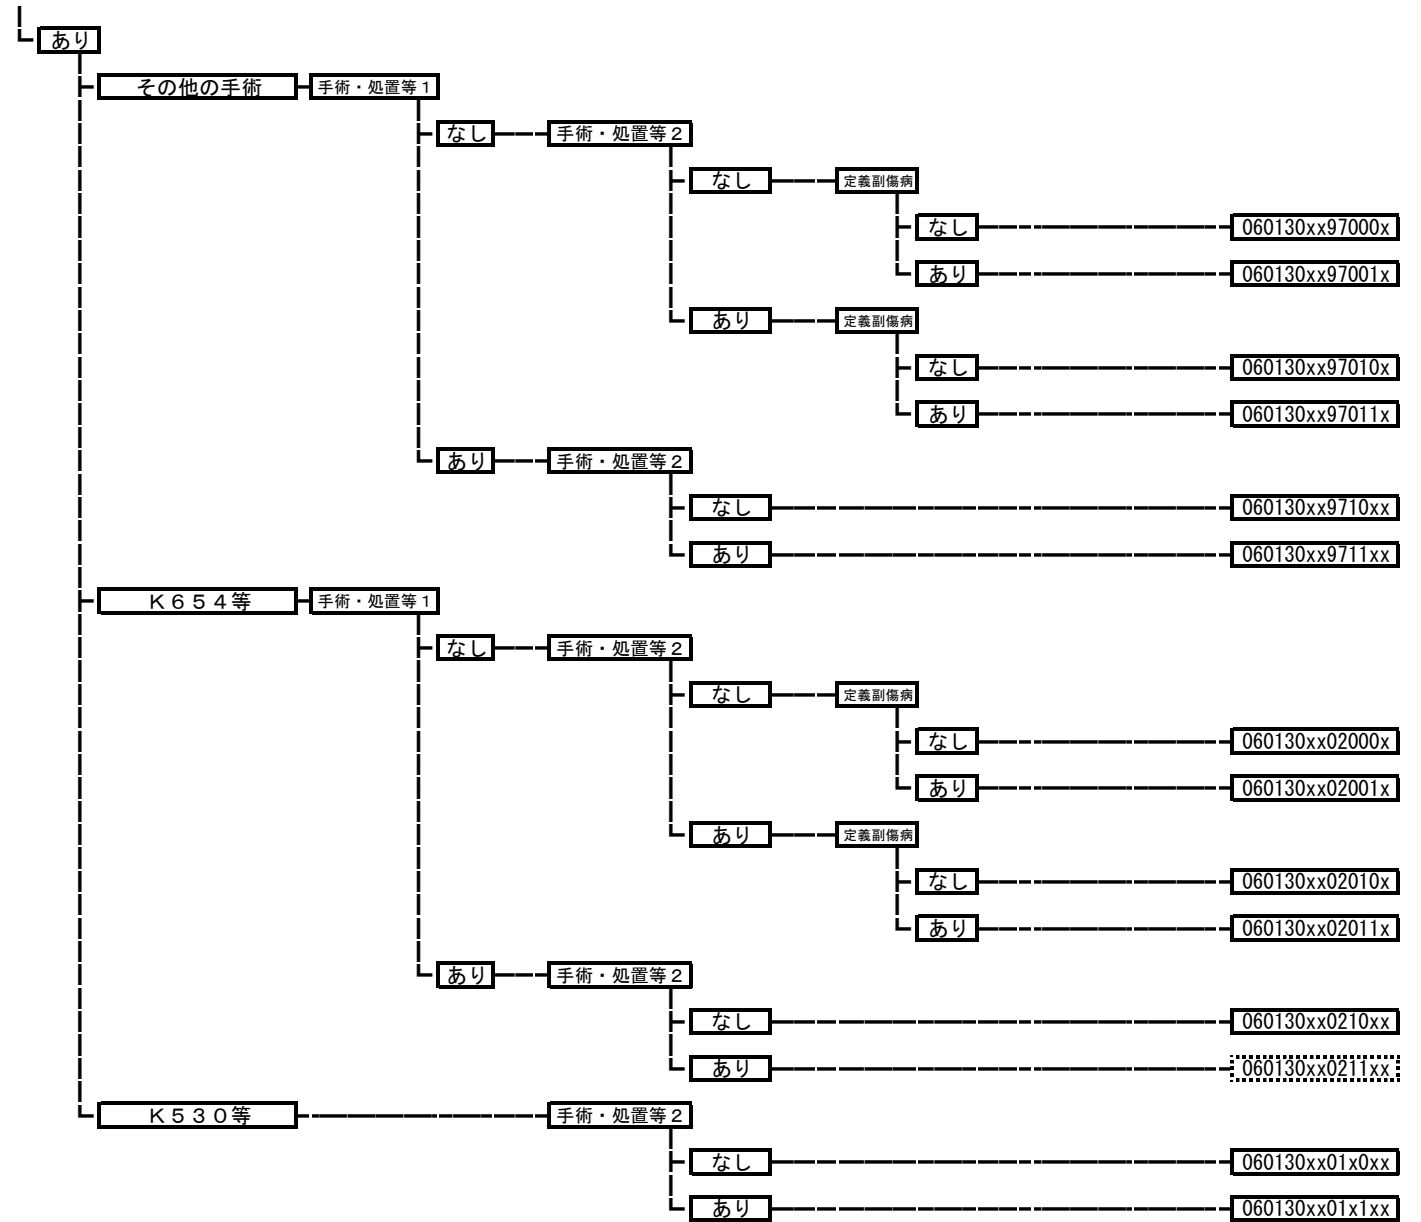 あり
その他の手術 手術・処置等１
なし 手術・処置等２
なし 定義副傷病
なし 060130xx97000x
あり 060130xx97001x
あり 定義副傷病
なし 060130xx97010x
あり 060130xx97011x
あり 手術・処置等２
なし 060130xx9710xx
あり 060130xx9711xx
Ｋ６５４等 手術・処置等１
なし 手術・処置等２
なし 定義副傷病
なし 060130xx02000x
あり 060130xx02001x
あり 定義副傷病
なし 060130xx02010x
あり 060130xx02011x
あり 手術・処置等２
なし 060130xx0210xx
あり 060130xx0211xx
Ｋ５３０等 手術・処置等２
なし 060130xx01x0xx
あり 060130xx01x1xx